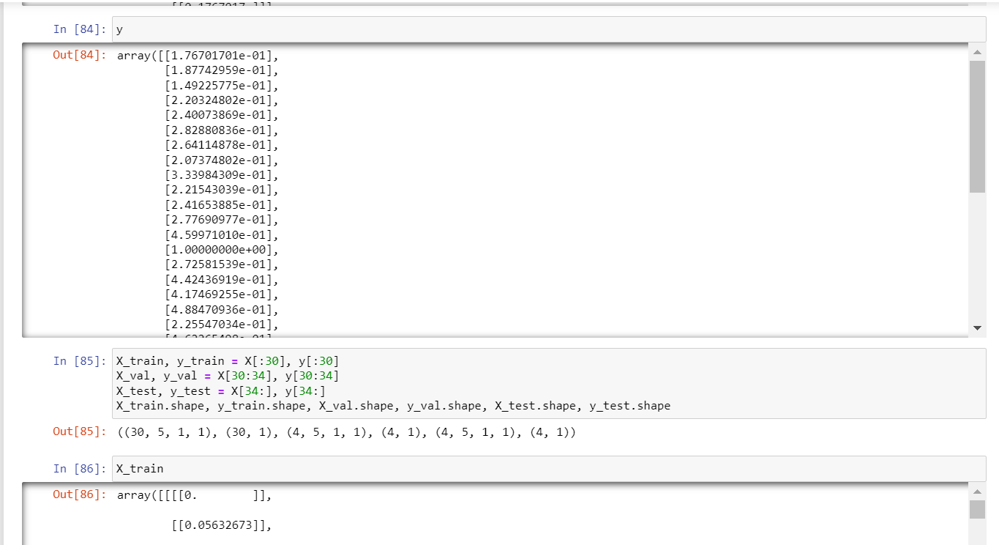 [[0.1767017 ]]]
In [84]: y
Out[84]: array([[1.76701701e-01],
[1.87742959e-01],
[1.49225775e-01],
[2.20324802e-01],
[2.40073869e-01],
[2.82880836e-01],
[2.64114878e-01],
[2.07374802e-01],
[3.33984309e-01],
[2.21543039e-01],
[2.41653885e-01],
[2.77690977e-01],
[4.59971010e-01],
[1.00000000e+00],
[2.72581539e-01],
[4.42436919e-01],
[4.17469255e-01],
[4.88470936e-01],
[2.25547034e-01],
In [85]: X_train, y_train = X[:30], y[:30]
X_val, y_val = X[30:34], y[30:34]
X_test, y_test = X[34:], y[34:]
X_train.shape, y_train.shape, X_val.shape, y_val.shape, X_test.shape, y_test.shape
Out[85]: ((30, 5, 1, 1), (30, 1), (4, 5, 1, 1), (4, 1), (4, 5, 1, 1), (4, 1))
In [86]: X_train
Out[86]: array([[[[0.        ]],
[[0.05632673]],